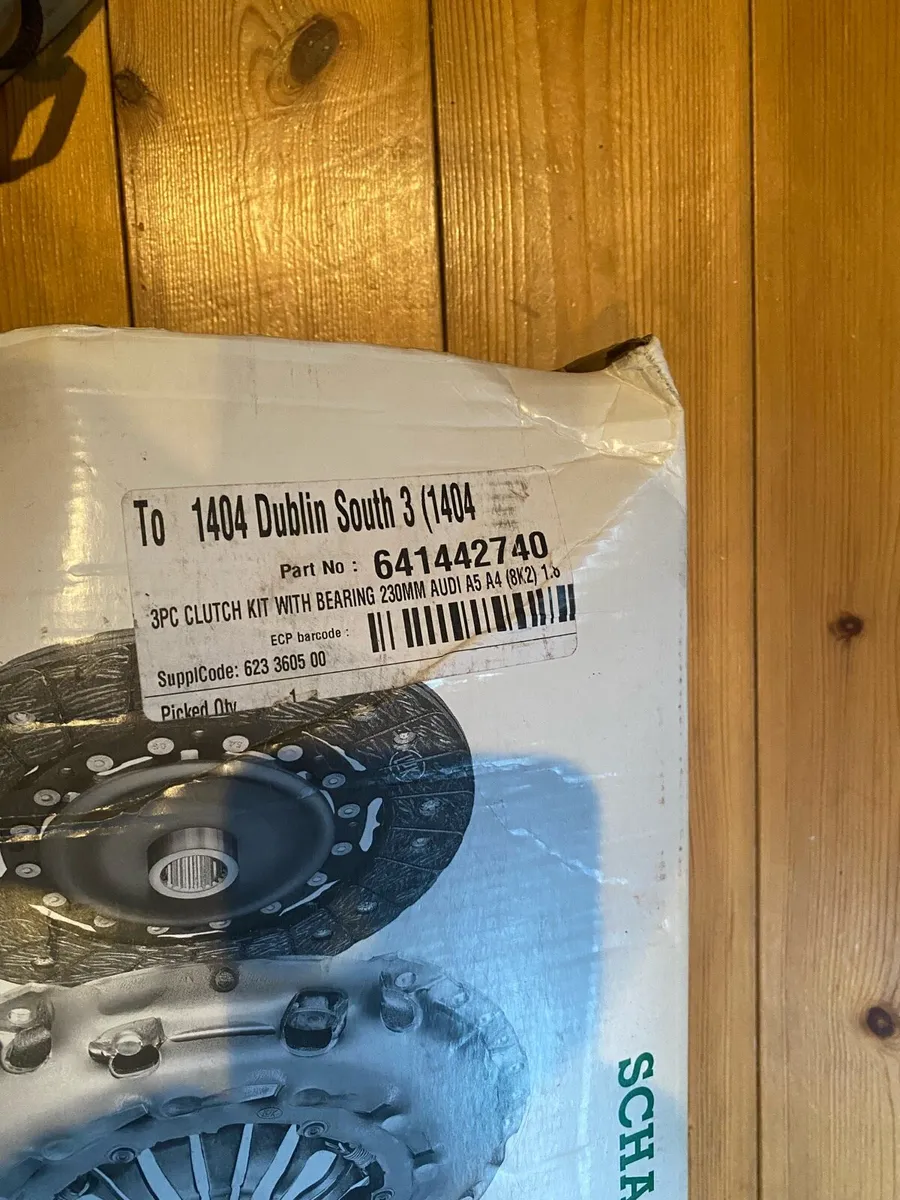 To 1404 Dublin South 3 (1404
Part No : 641442740
3PC CLUTCH KIT WITH BEARING 230MM AUDI A5 A4 (8K2) 1.8
ECP barcode :
SupplCode: 623 3605 00
Picked Qty 1
SCHA